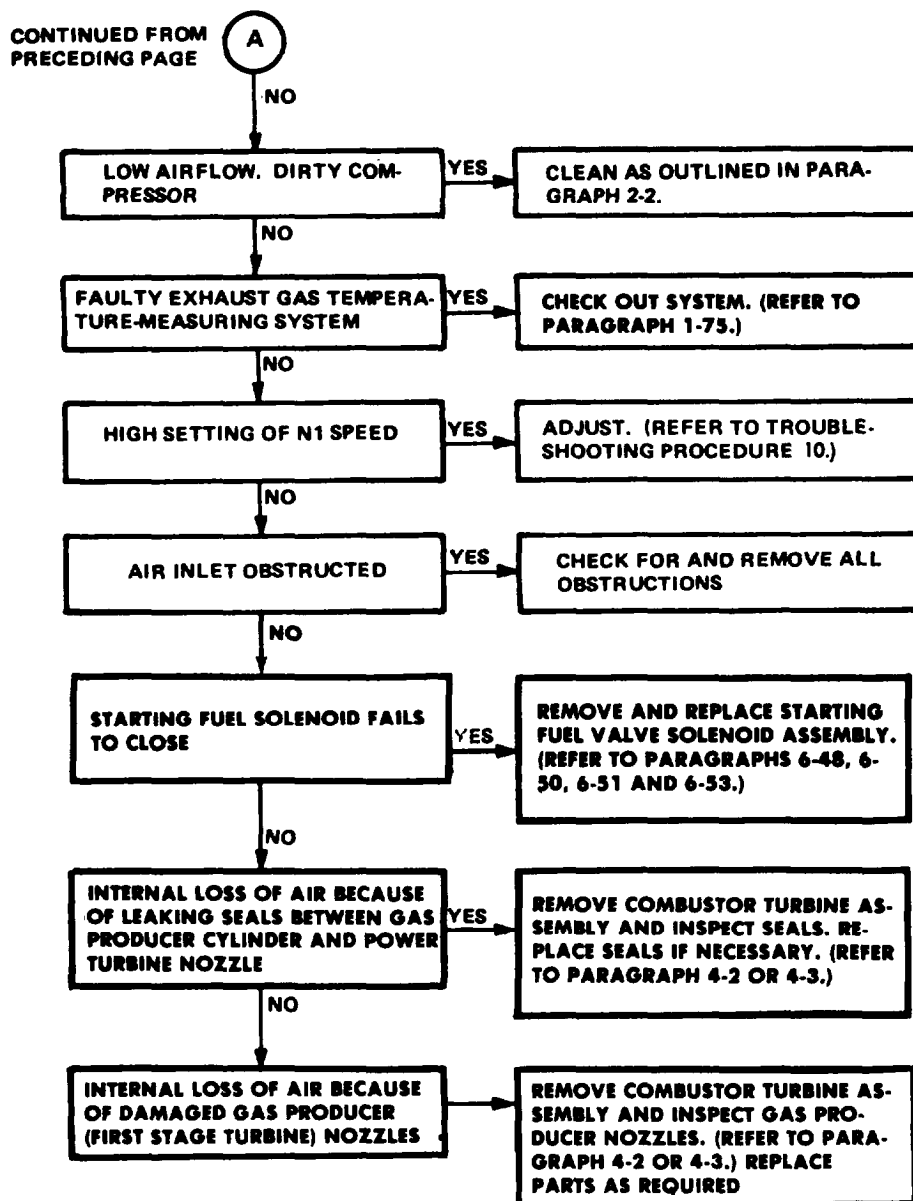 CONTINUED FROM
PRECEDING PAGE
A
NO
LOW AIRFLOW. DIRTY COM-
PRESSOR
YES
CLEAN AS OUTLINED IN PARA-
GRAPH 2-2.
NO
FAULTY EXHAUST GAS TEMPERA-
TURE-MEASURING SYSTEM
YES
CHECK OUT SYSTEM. (REFER TO
PARAGRAPH 1-75.)
NO
HIGH SETTING OF N1 SPEED
YES
ADJUST. (REFER TO TROUBLE-
SHOOTING PROCEDURE 10.)
NO
AIR INLET OBSTRUCTED
YES
CHECK FOR AND REMOVE ALL
OBSTRUCTIONS
NO
STARTING FUEL SOLENOID FAILS
TO CLOSE
YES
REMOVE AND REPLACE STARTING
FUEL VALVE SOLENOID ASSEMBLY.
(REFER TO PARAGRAPHS 6-48, 6-
50, 6-51 AND 6-53.)
NO
INTERNAL LOSS OF AIR BECAUSE
OF LEAKING SEALS BETWEEN GAS
PRODUCER CYLINDER AND POWER
TURBINE NOZZLE
YES
REMOVE COMBUSTOR TURBINE AS-
SEMBLY AND INSPECT SEALS. RE-
PLACE SEALS IF NECESSARY. (REFER
TO PARAGRAPH 4-2 OR 4-3.)
NO
INTERNAL LOSS OF AIR BECAUSE
OF DAMAGED GAS PRODUCER
(FIRST STAGE TURBINE) NOZZLES
REMOVE COMBUSTOR TURBINE AS-
SEMBLY AND INSPECT GAS PRO-
DUCER NOZZLES. (REFER TO PARA-
GRAPH 4-2 OR 4-3.) REPLACE
PARTS AS REQUIRED